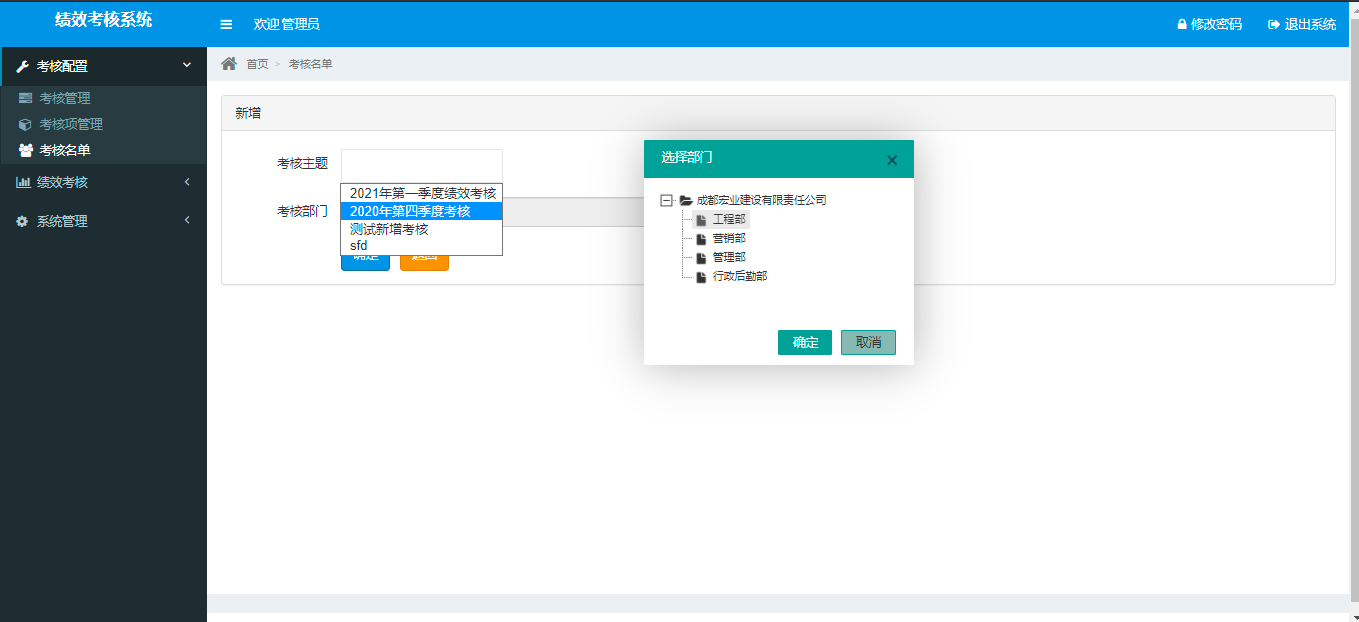 绩效考核系统
欢迎 管理员
修改密码
退出系统
考核配置
考核管理
考核项管理
考核名单
绩效考核
系统管理
首页 > 考核名单
新增
考核主题
2021年第一季度绩效考核
2020年第四季度考核
测试新增考核
sfd
考核部门
确定
返回
选择部门
成都宏业建设有限责任公司
工程部
营销部
管理部
行政后勤部
确定
取消